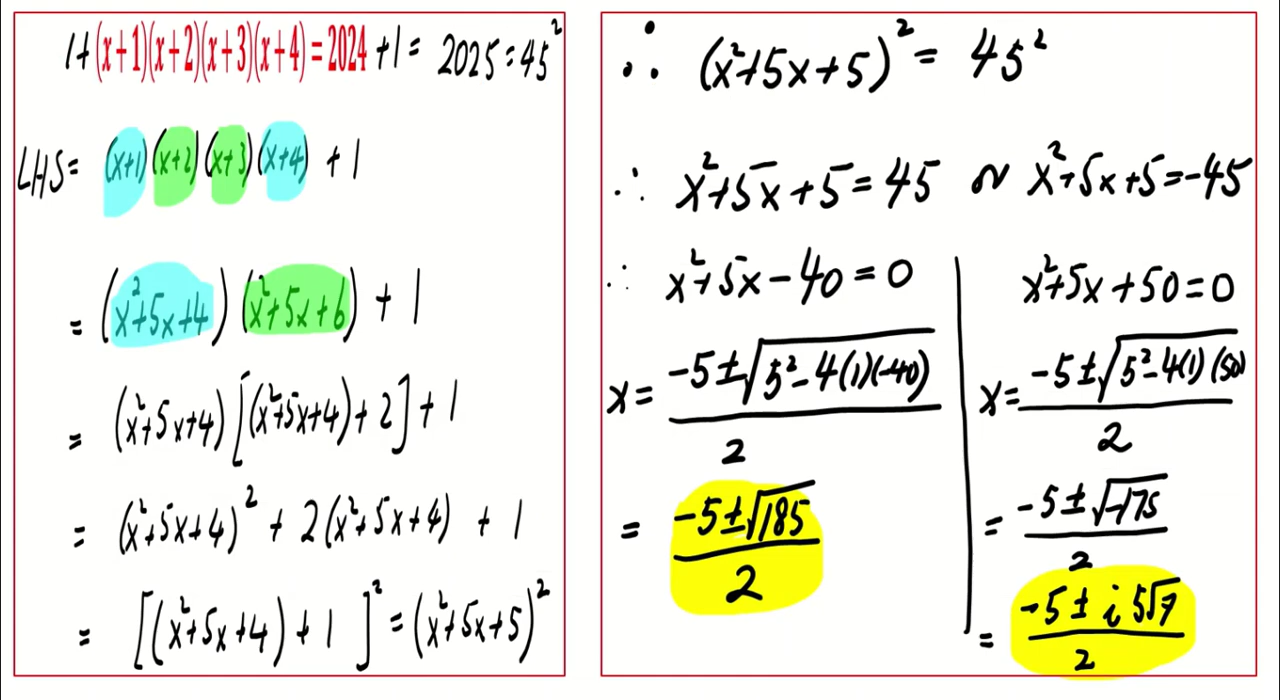 1+(x+1)(x+2)(x+3)(x+4)=2024+1= 2025=45²
LHS= (x+1)(x+2)(x+3)(x+4) + 1
= (x²+5x+4)(x²+5x+6) + 1
= (x²+5x+4)[(x²+5x+4)+2]+1
= (x²+5x+4)² + 2(x²+5x+4) + 1
= [(x²+5x+4)+1]²=(x²+5x+5)²
∴ (x²+5x+5)² = 45²
∴ x²+5x+5=45 or x²+5x+5=-45
∴ x²+5x-40=0
x= (-5±√(5²-4(1)(-40)))/2
= (-5±√185)/2
x²+5x+50=0
x= (-5±√(5²-4(1)(50)))/2
= (-5±√-175)/2
= (-5± i 5√7)/2